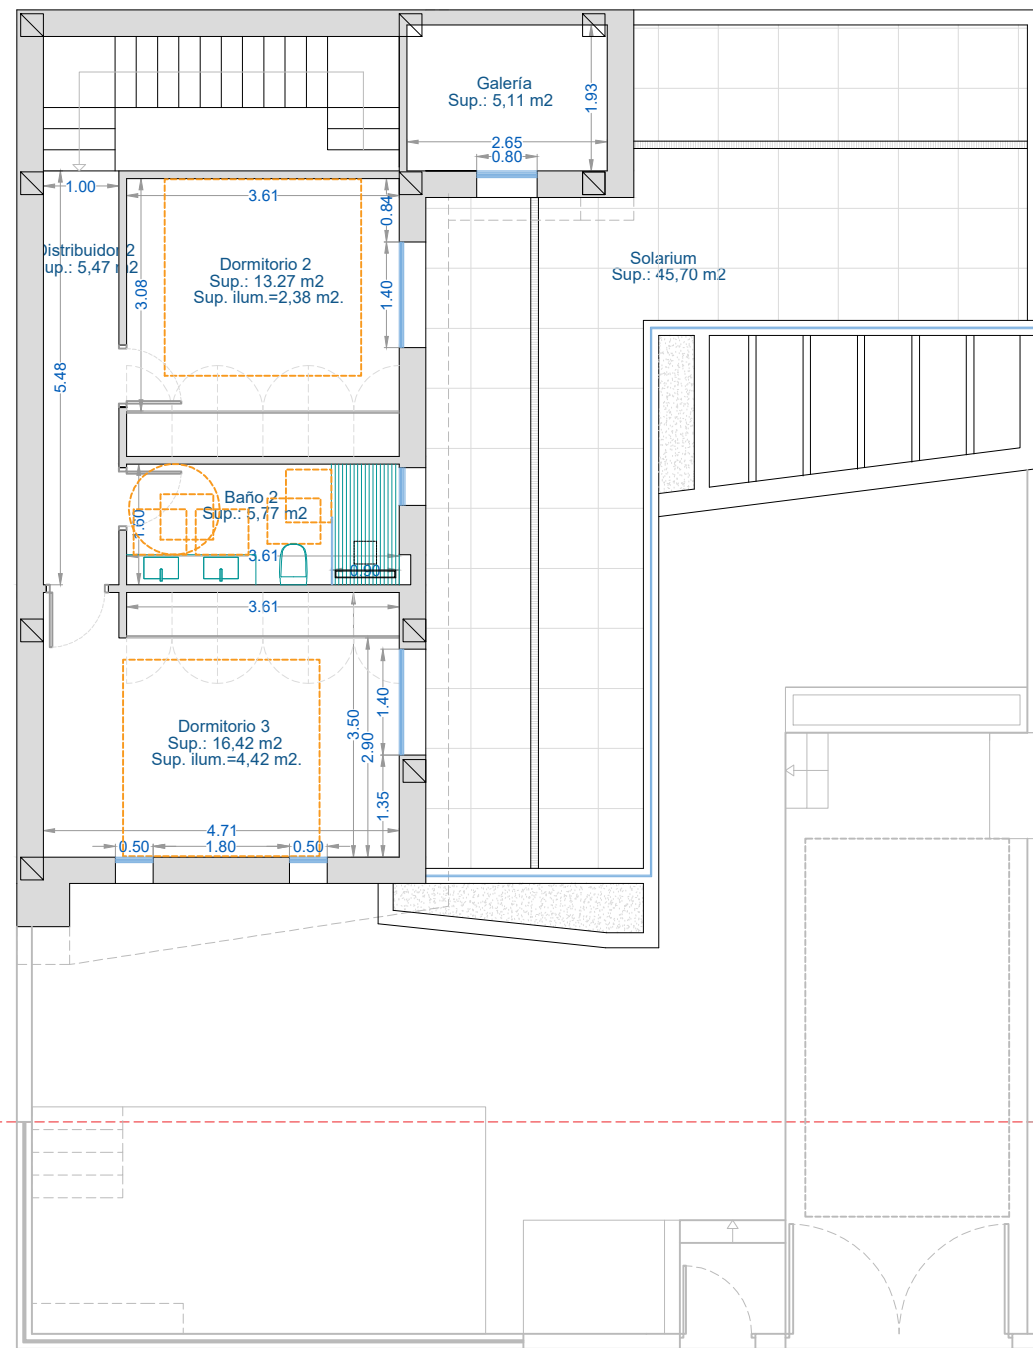 Galería
Sup.: 5,11 m2
1.93
2.65
0.80
1.00
3.61
0.84
Distribuidor 2
Sup.: 5,47 m2
Dormitorio 2
Sup.: 13.27 m2
Sup. ilum.=2,38 m2.
3.08
1.40
Solarium
Sup.: 45,70 m2
5.48
Baño 2
Sup.: 5,77 m2
1.60
3.61
0.90
3.61
Dormitorio 3
Sup.: 16,42 m2
Sup. ilum.=4,42 m2.
3.50
2.90
1.40
1.35
4.71
0.50
1.80
0.50